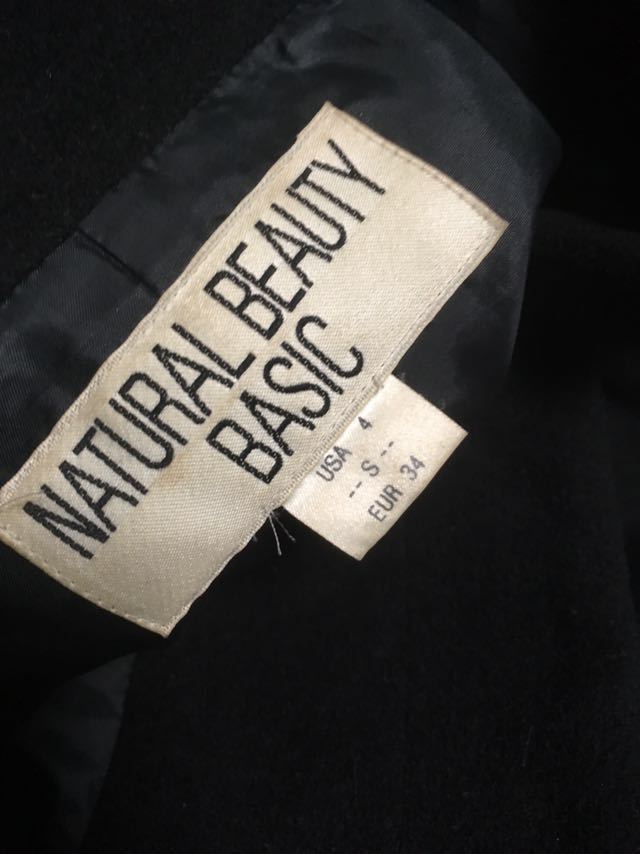 NATURAL BEAUTY
BASIC
USA 4
-- S --
EUR 34